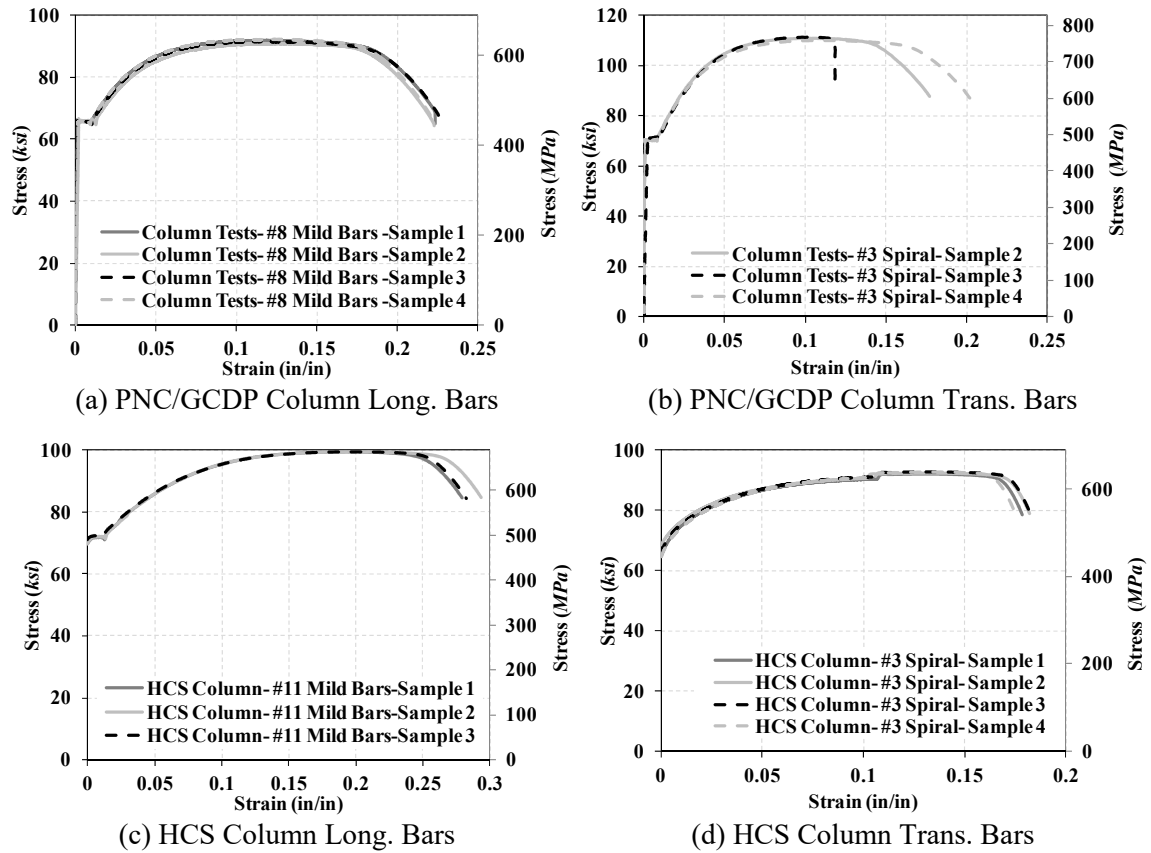 100
80
60
40
20
0
Stress (ksi)
600
400
200
0
Stress (MPa)
Column Tests- #8 Mild Bars -Sample 1
Column Tests- #8 Mild Bars -Sample 2
Column Tests- #8 Mild Bars -Sample 3
Column Tests- #8 Mild Bars -Sample 4
0 0.05 0.1 0.15 0.2 0.25
Strain (in/in)
(a) PNC/GCDP Column Long. Bars
120
100
80
60
40
20
0
Stress (ksi)
800
700
600
500
400
300
200
100
0
Stress (MPa)
Column Tests- #3 Spiral- Sample 2
Column Tests- #3 Spiral- Sample 3
Column Tests- #3 Spiral- Sample 4
0 0.05 0.1 0.15 0.2 0.25
Strain (in/in)
(b) PNC/GCDP Column Trans. Bars
100
80
60
40
20
0
Stress (ksi)
600
500
400
300
200
100
0
Stress (MPa)
HCS Column- #11 Mild Bars-Sample 1
HCS Column- #11 Mild Bars-Sample 2
HCS Column- #11 Mild Bars-Sample 3
0 0.05 0.1 0.15 0.2 0.25 0.3
Strain (in/in)
(c) HCS Column Long. Bars
100
80
60
40
20
0
Stress (ksi)
600
400
200
0
Stress (MPa)
HCS Column- #3 Spiral- Sample 1
HCS Column- #3 Spiral- Sample 2
HCS Column- #3 Spiral- Sample 3
HCS Column- #3 Spiral- Sample 4
0 0.05 0.1 0.15 0.2
Strain (in/in)
(d) HCS Column Trans. Bars